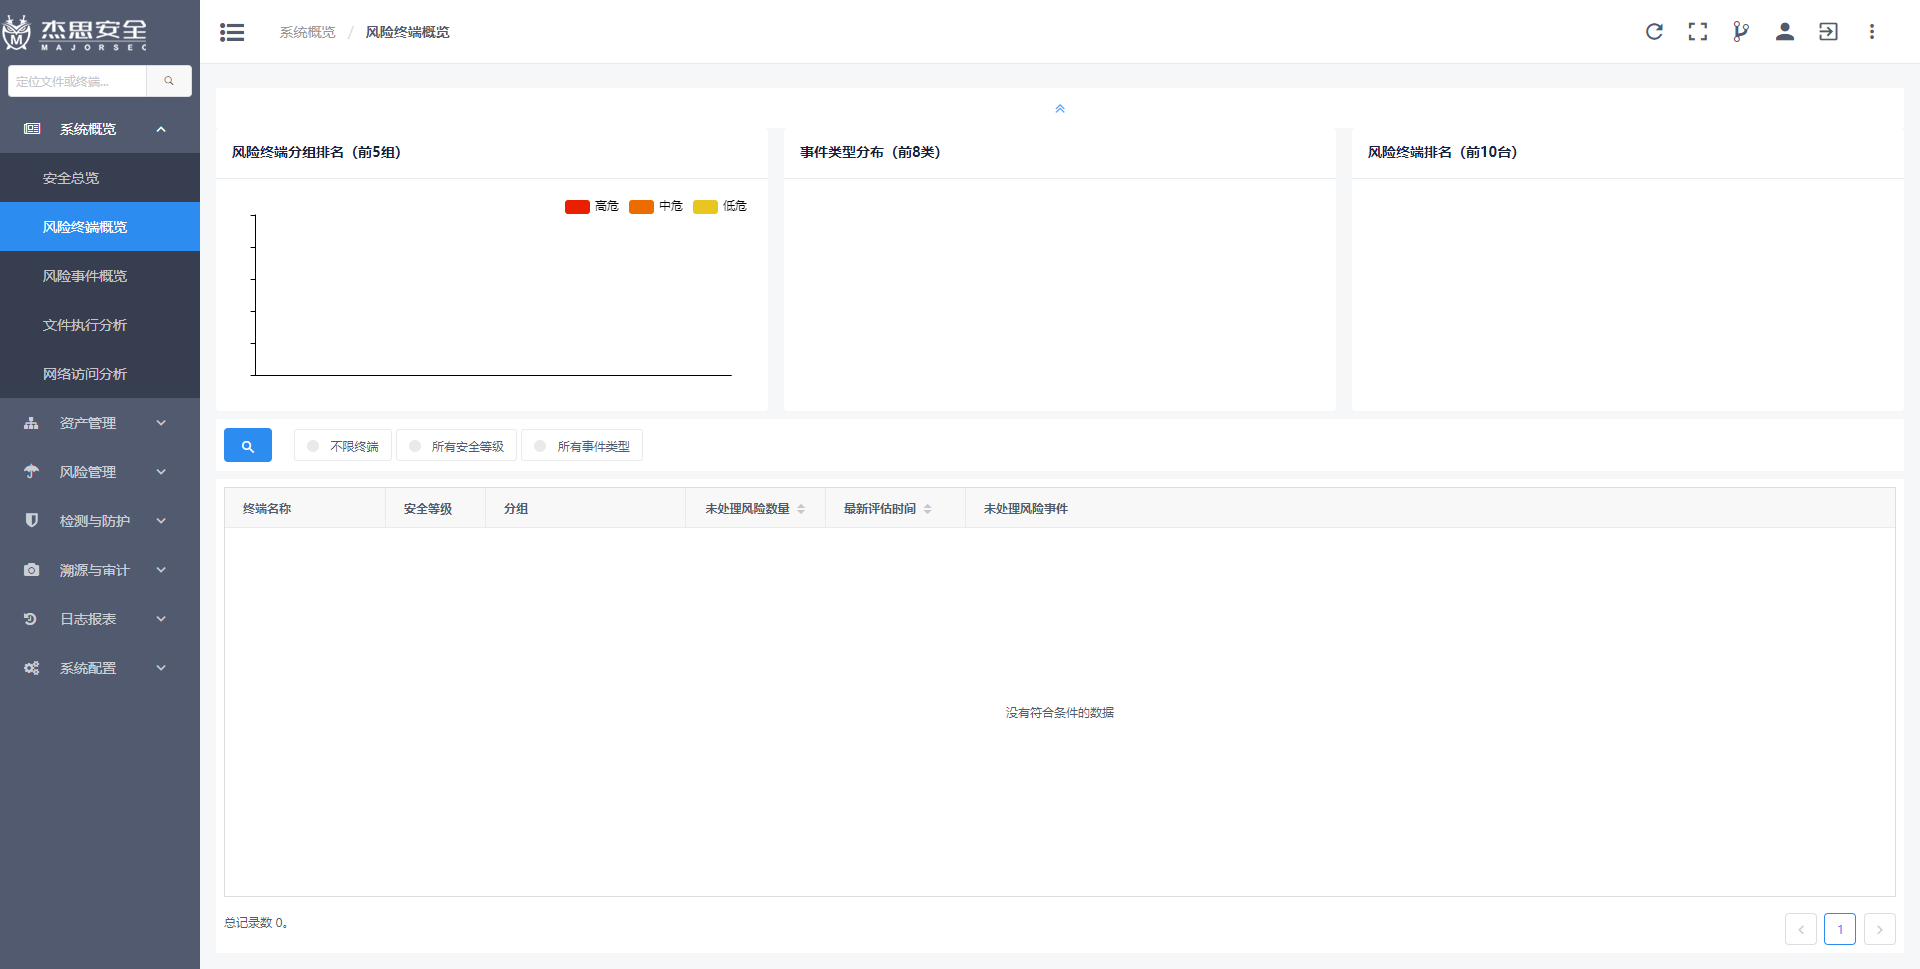 杰思安全
MAJORSEC
定位文件或终端...
系统概览
安全总览
风险终端概览
风险事件概览
文件执行分析
网络访问分析
资产管理
风险管理
检测与防护
溯源与审计
日志报表
系统配置
系统概览 / 风险终端概览
风险终端分组排名（前5组）
高危 中危 低危
事件类型分布（前8类）
风险终端排名（前10台）
不限终端 所有安全等级 所有事件类型
终端名称 安全等级 分组 未处理风险数量 最新评估时间 未处理风险事件
没有符合条件的数据
总记录数 0。
1